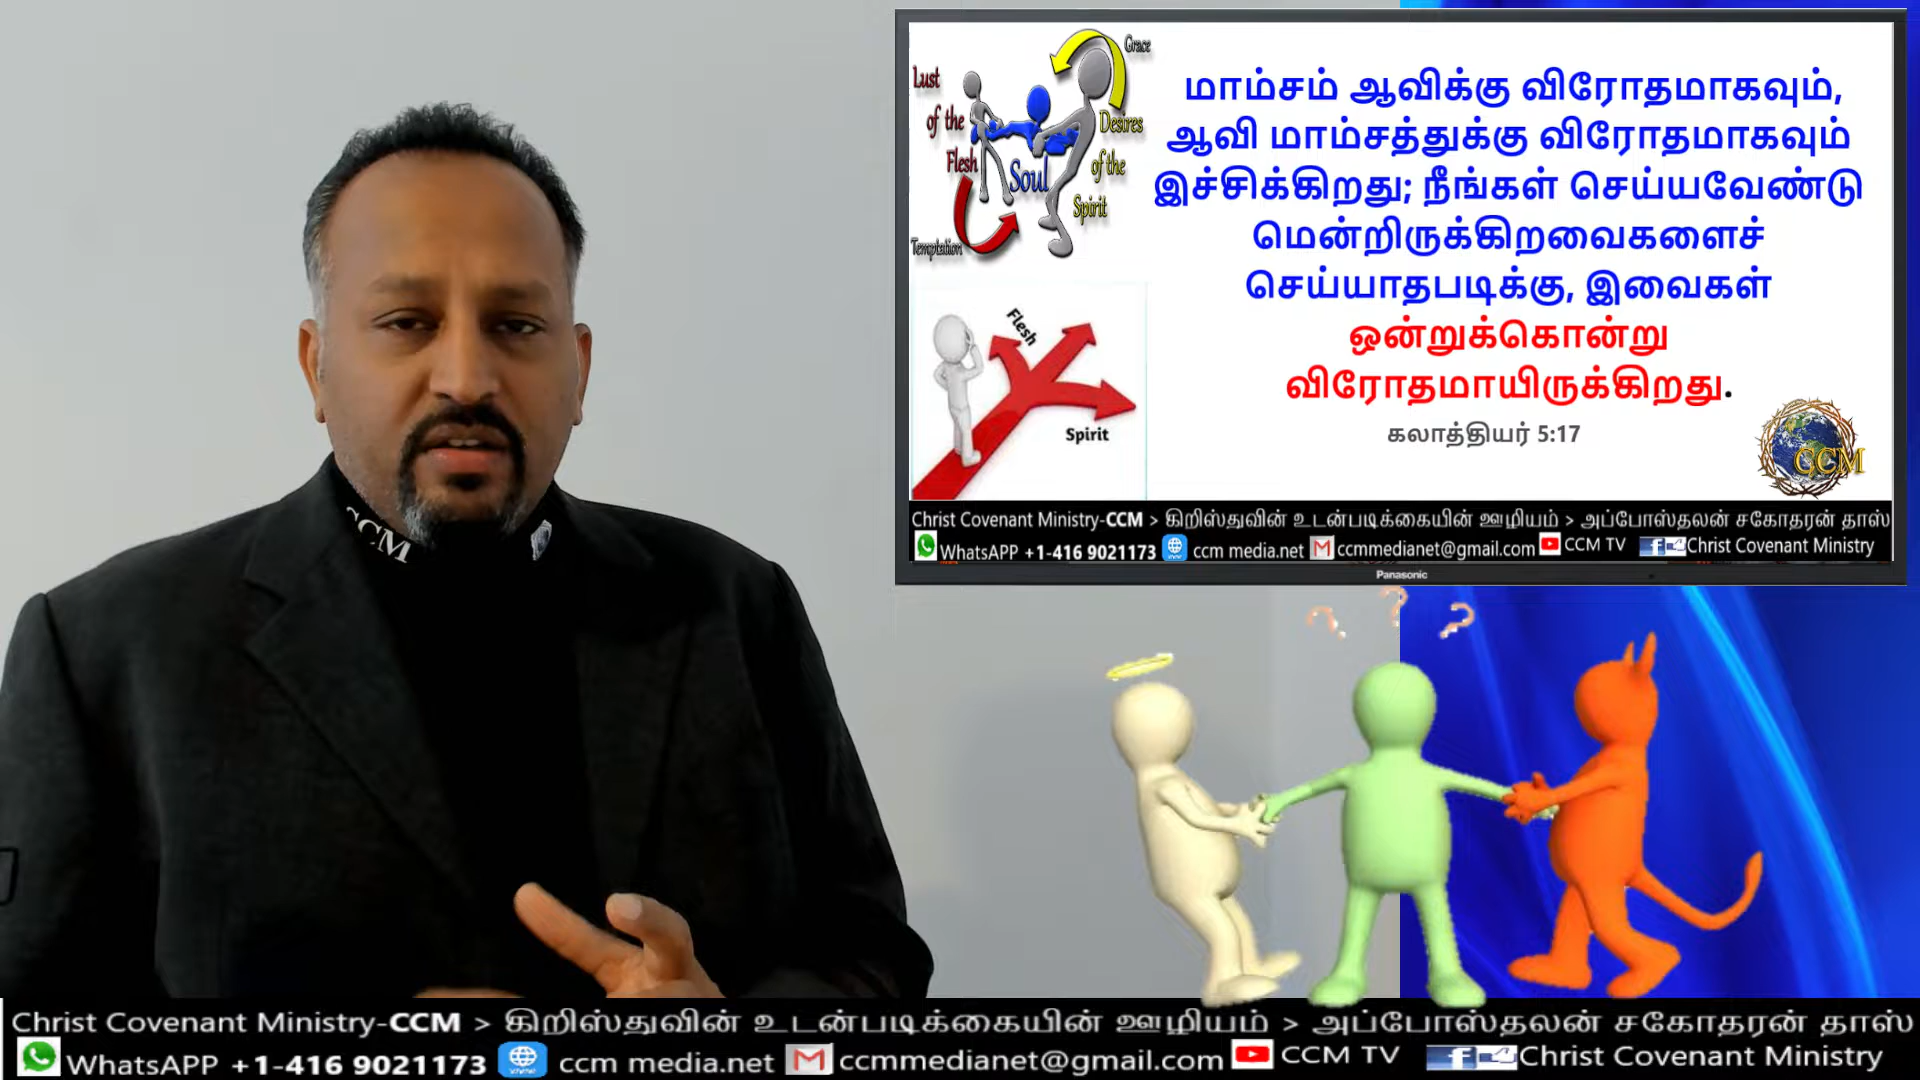 Grace
Lust
of the
Flesh
Soul
Desires
of the
Spirit
Temptation
மாம்சம் ஆவிக்கு விரோதமாகவும்,
ஆவி மாம்சத்துக்கு விரோதமாகவும்
இச்சிக்கிறது; நீங்கள் செய்யவேண்டு
மென்றிருக்கிறவைகளைச்
செய்யாதபடிக்கு, இவைகள்
ஒன்றுக்கொன்று
விரோதமாயிருக்கிறது.
கலாத்தியர் 5:17
Flesh
Spirit
CCM
Christ Covenant Ministry-CCM > கிறிஸ்துவின் உடன்படிக்கையின் ஊழியம் > அப்போஸ்தலன் சகோதரன் தாஸ்
WhatsAPP +1-416 9021173 ccm media.net ccmmedianet@gmail.com CCM TV Christ Covenant Ministry
Panasonic
CCM
? ? ?
Christ Covenant Ministry-CCM > கிறிஸ்துவின் உடன்படிக்கையின் ஊழியம் > அப்போஸ்தலன் சகோதரன் தாஸ்
WhatsAPP +1-416 9021173 ccm media.net ccmmedianet@gmail.com CCM TV Christ Covenant Ministry